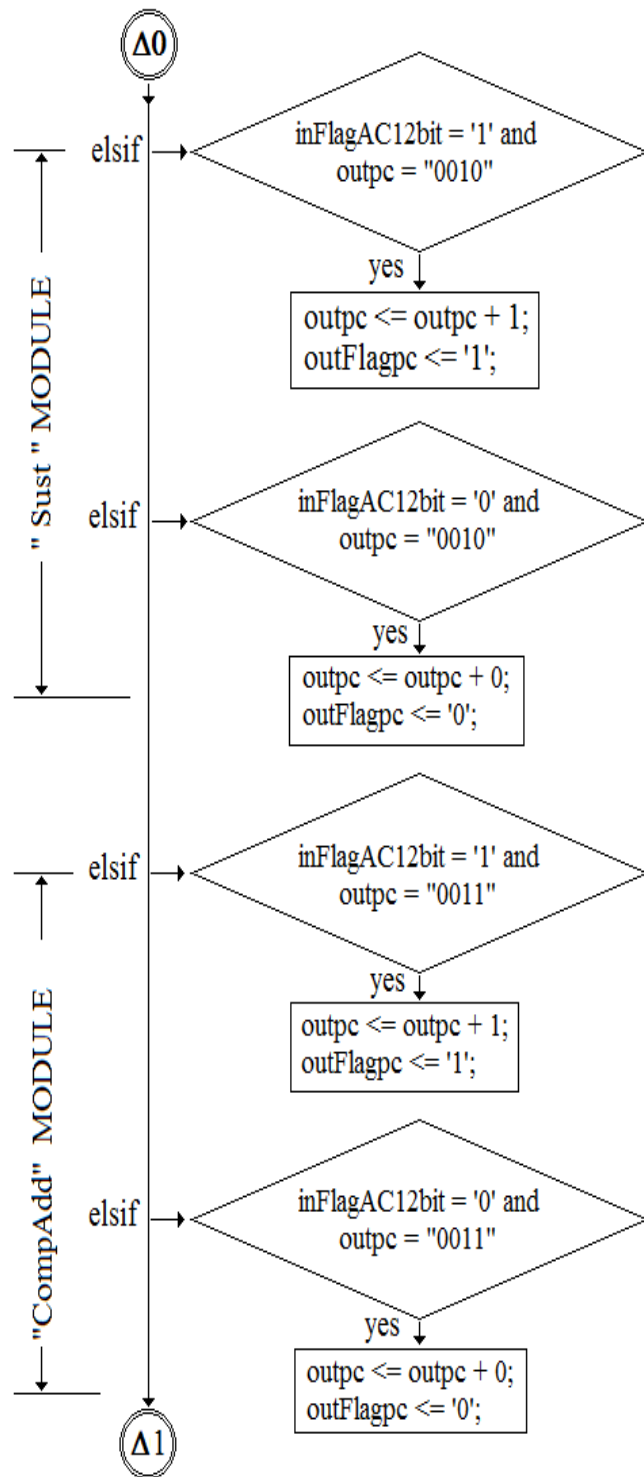 Δ0
elsif
inFlagAC12bit = '1' and
outpc = "0010"
yes
outpc <= outpc + 1;
outFlagpc <= '1';
" Sust " MODULE
elsif
inFlagAC12bit = '0' and
outpc = "0010"
yes
outpc <= outpc + 0;
outFlagpc <= '0';
elsif
inFlagAC12bit = '1' and
outpc = "0011"
yes
outpc <= outpc + 1;
outFlagpc <= '1';
"CompAdd" MODULE
elsif
inFlagAC12bit = '0' and
outpc = "0011"
yes
outpc <= outpc + 0;
outFlagpc <= '0';
Δ1